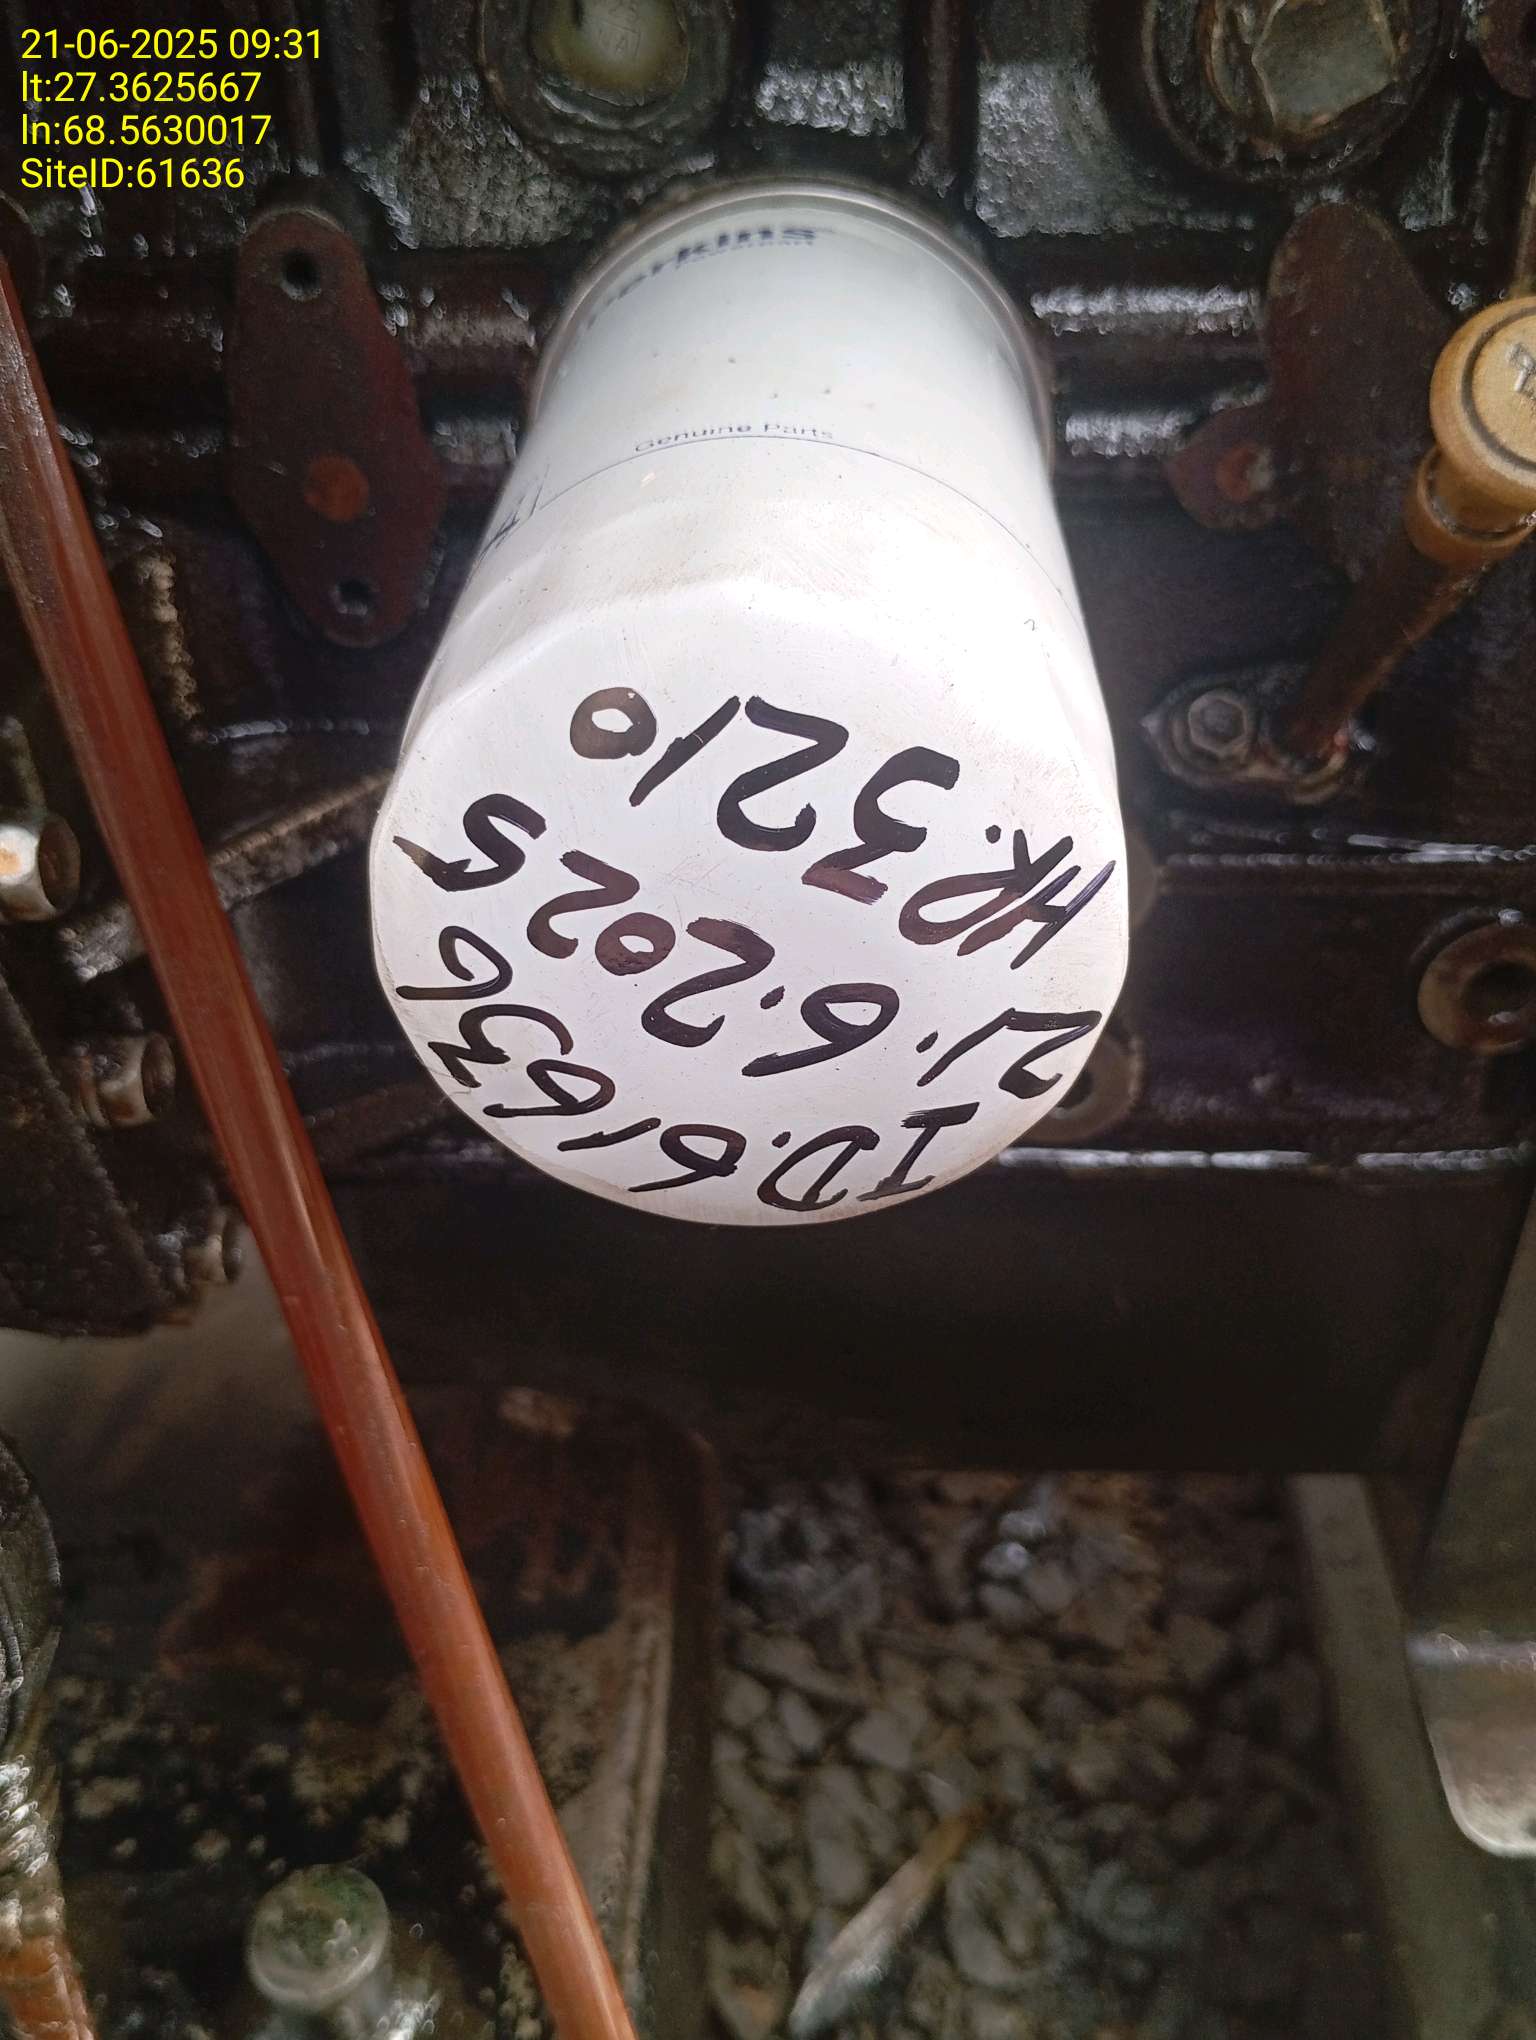 21-06-2025 09:31
lt:27.3625667
ln:68.5630017
SiteID:61636
Perkins
Genuine Parts
ID.61636
21.6.2025
HR.3210